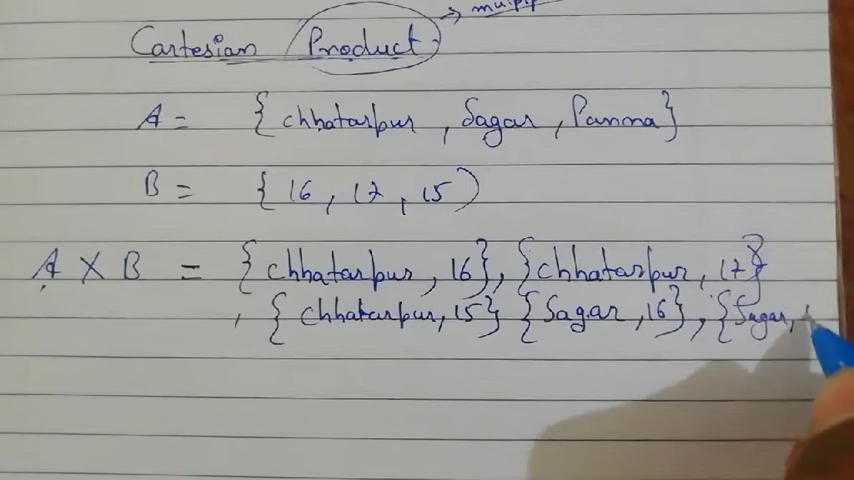 Cartesian Product →
A = { chhatarpur , Sagar , Panna }
B = { 16 , 17 , 15 )
A X B = { chhatarpur , 16 } , { chhatarpur , 17 }
, { chhatarpur , 15 } { Sagar , 16 } , { Sagar ,